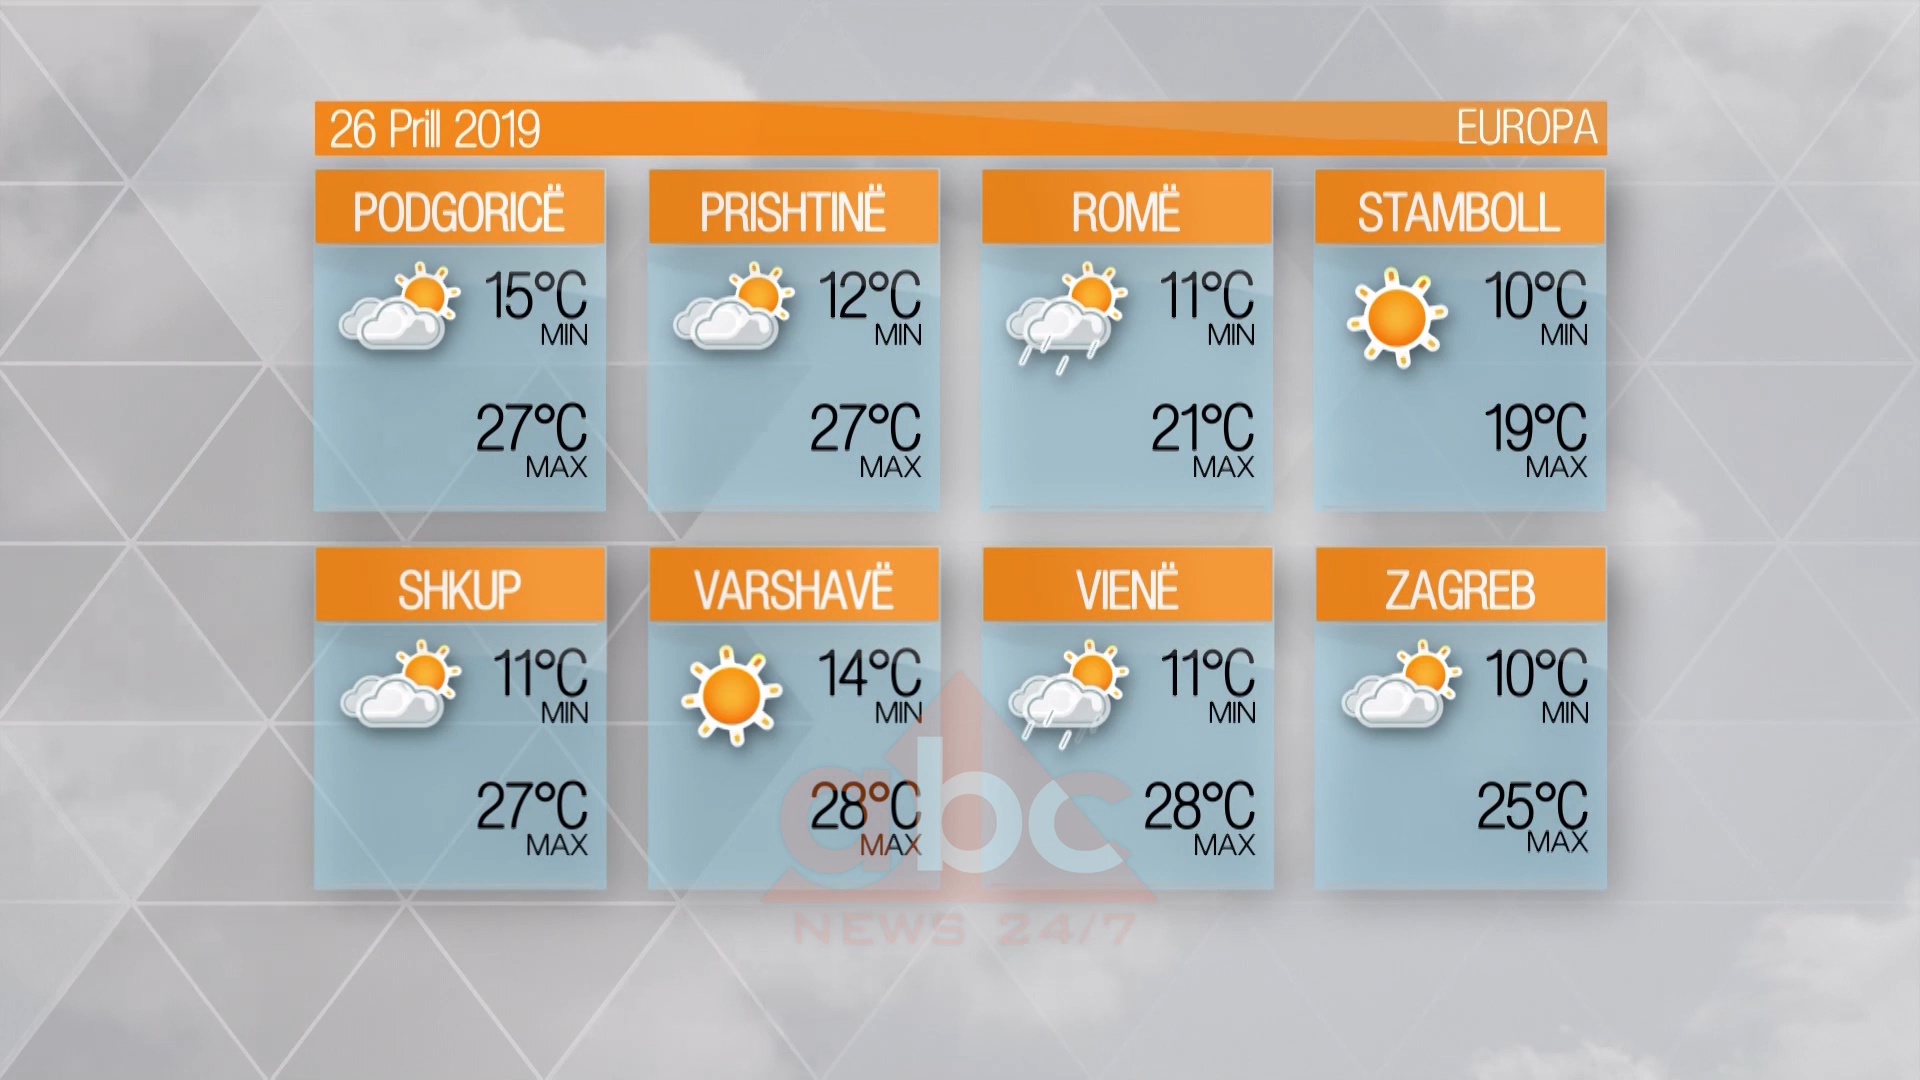 26 Prill 2019 EUROPA
PODGORICË PRISHTINË ROMË STAMBOLL
15°C 12°C 11°C 10°C
MIN MIN MIN MIN
27°C 27°C 21°C 19°C
MAX MAX MAX MAX
SHKUP VARSHAVË VIENË ZAGREB
11°C 14°C 11°C 10°C
MIN MIN MIN MIN
27°C 28°C 28°C 25°C
MAX MAX MAX MAX
abc
NEWS 24/7